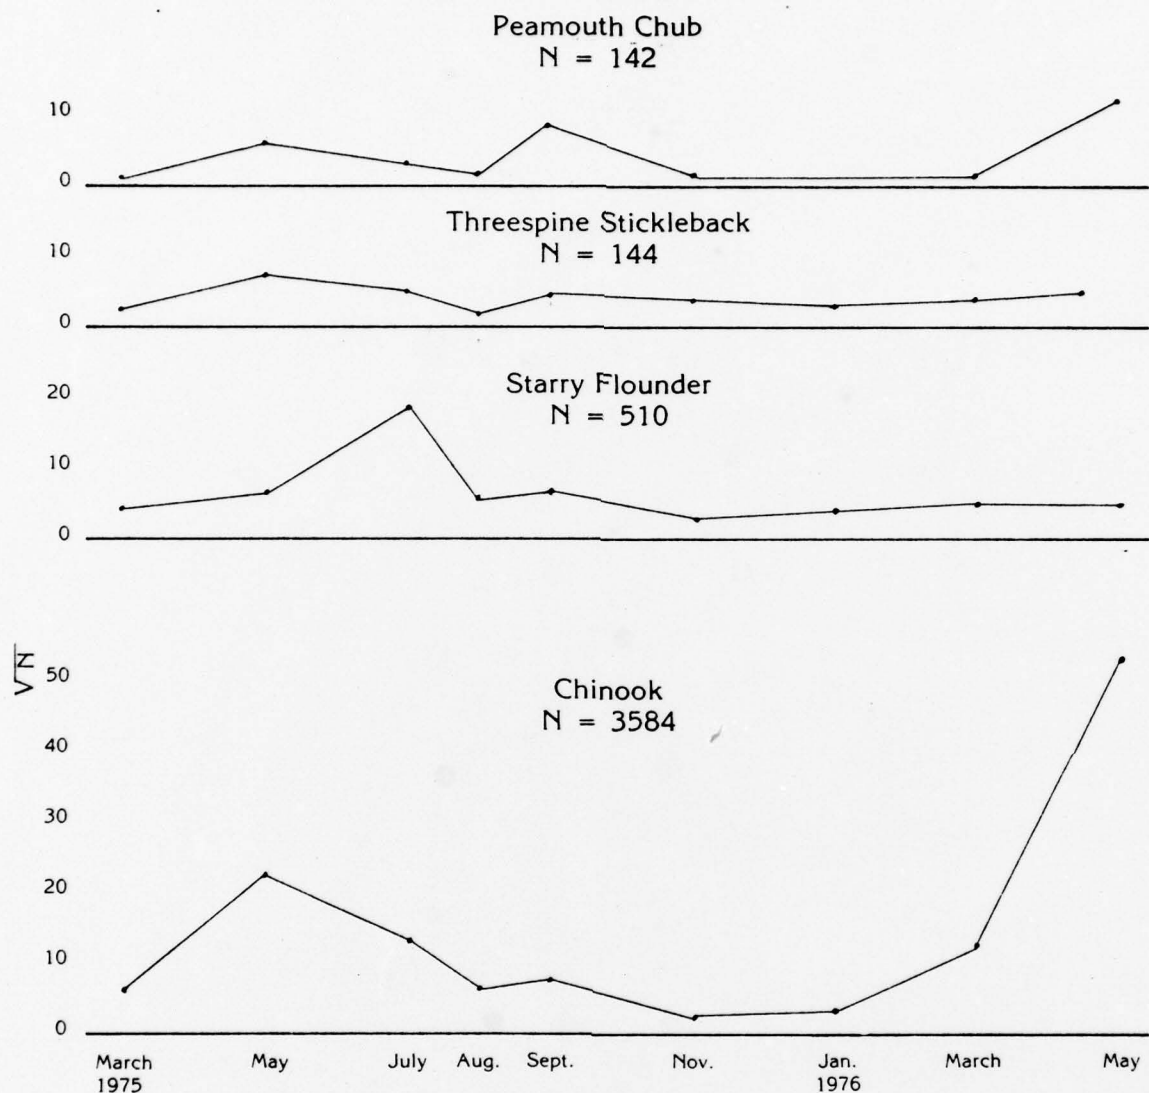 Peamouth Chub
N = 142
10
0
Threespine Stickleback
N = 144
10
0
Starry Flounder
N = 510
20
10
0
√N
Chinook
N = 3584
50
40
30
20
10
0
March May July Aug. Sept. Nov. Jan. March May
1975 1976